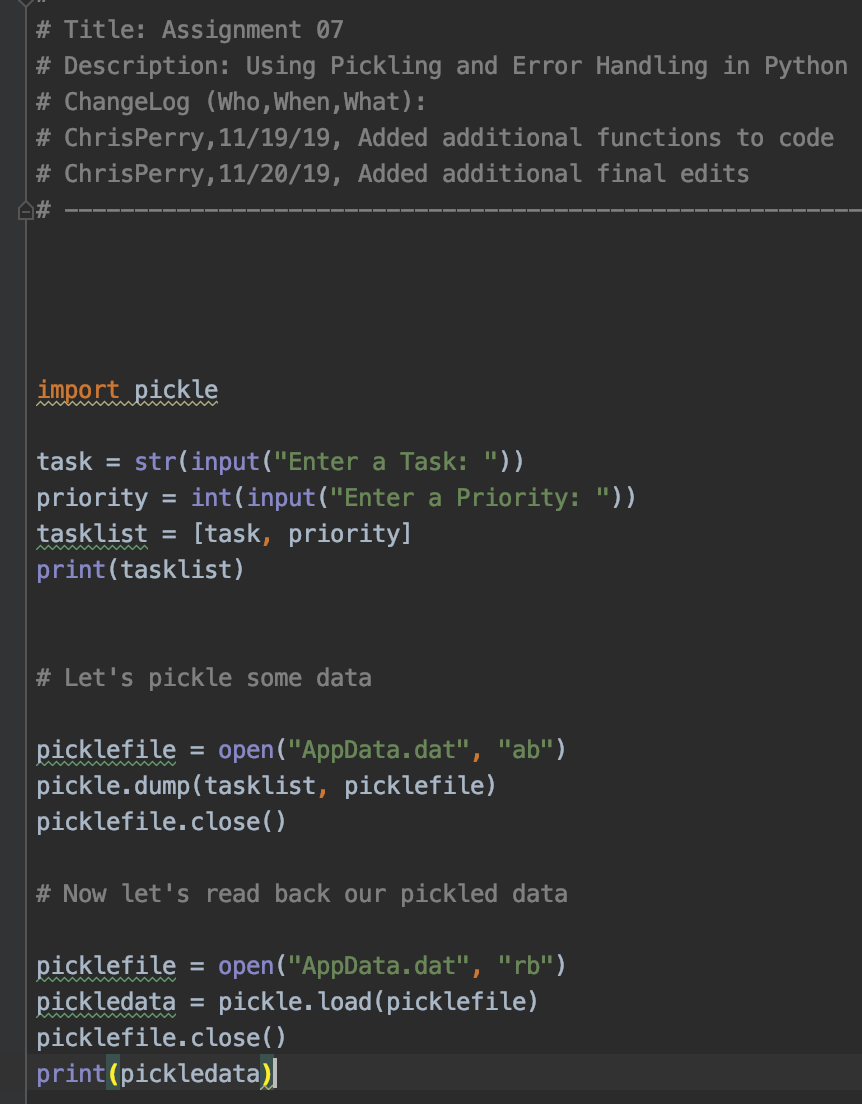 # Title: Assignment 07
# Description: Using Pickling and Error Handling in Python
# ChangeLog (Who,When,What):
# ChrisPerry,11/19/19, Added additional functions to code
# ChrisPerry,11/20/19, Added additional final edits
# ---------------------------------------------------------
import pickle
task = str(input("Enter a Task: "))
priority = int(input("Enter a Priority: "))
tasklist = [task, priority]
print(tasklist)
# Let's pickle some data
picklefile = open("AppData.dat", "ab")
pickle.dump(tasklist, picklefile)
picklefile.close()
# Now let's read back our pickled data
picklefile = open("AppData.dat", "rb")
pickledata = pickle.load(picklefile)
picklefile.close()
print(pickledata)